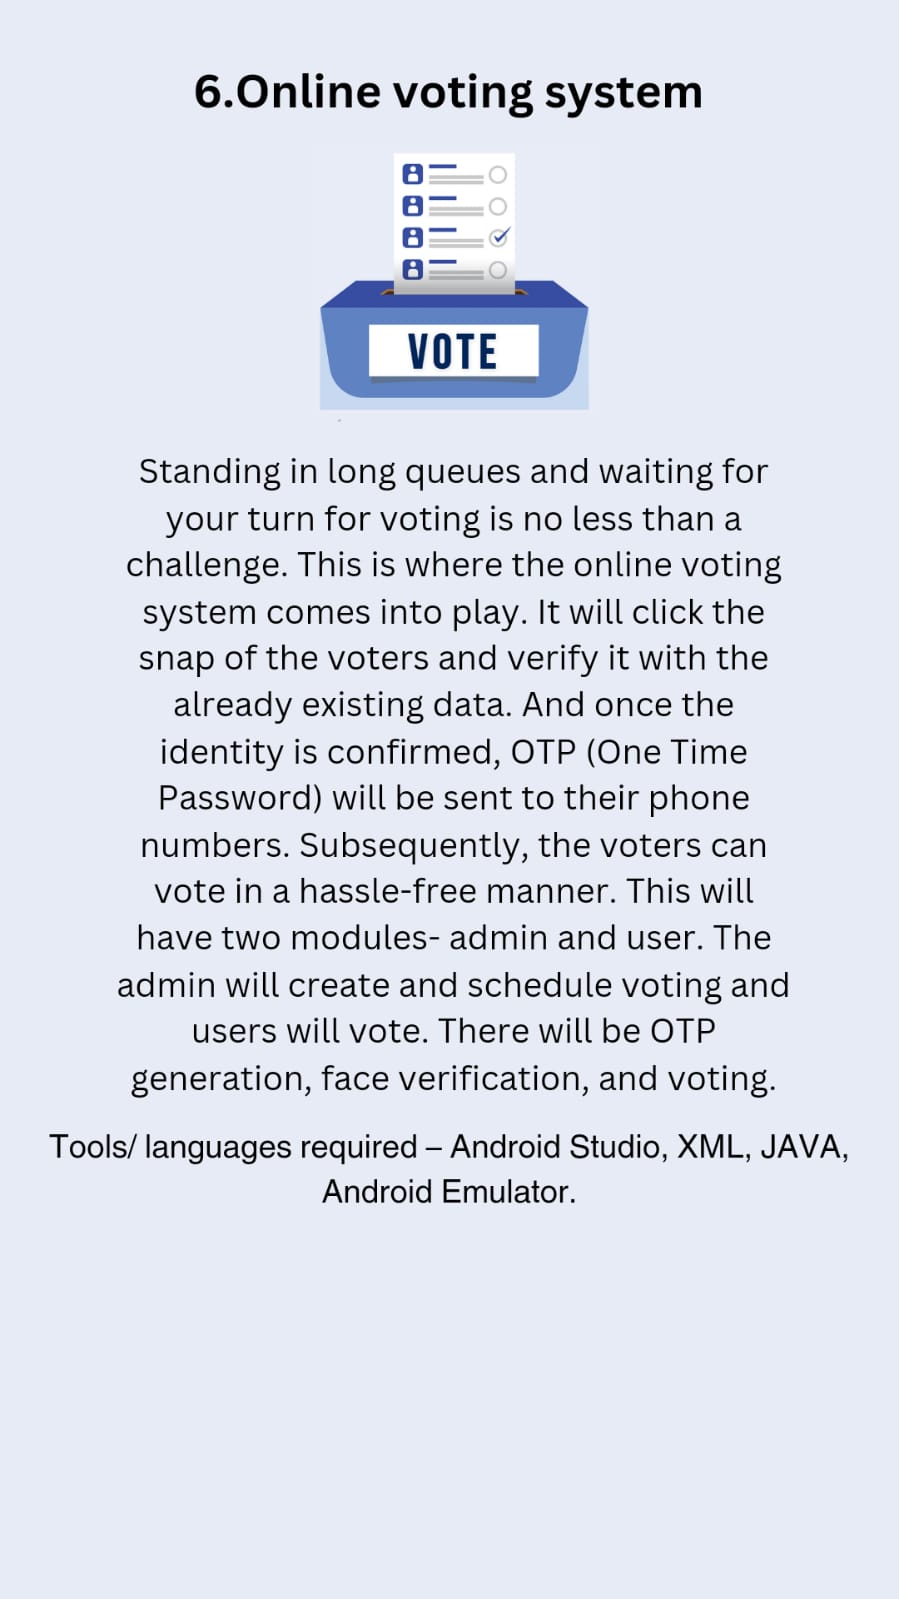 6.Online voting system
VOTE
Standing in long queues and waiting for
your turn for voting is no less than a
challenge. This is where the online voting
system comes into play. It will click the
snap of the voters and verify it with the
already existing data. And once the
identity is confirmed, OTP (One Time
Password) will be sent to their phone
numbers. Subsequently, the voters can
vote in a hassle-free manner. This will
have two modules- admin and user. The
admin will create and schedule voting and
users will vote. There will be OTP
generation, face verification, and voting.
Tools/ languages required – Android Studio, XML, JAVA,
Android Emulator.